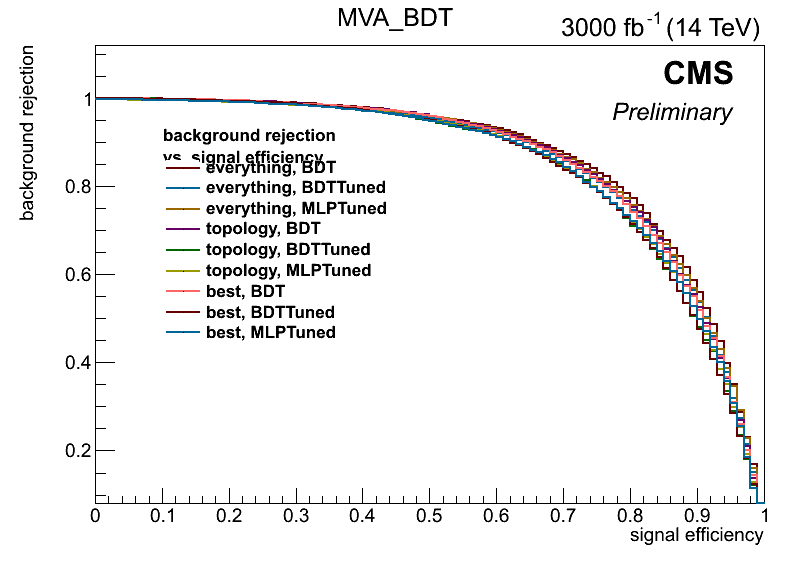 MVA_BDT
3000 fb-1 (14 TeV)
CMS
Preliminary
background rejection
background rejection
vs. signal efficiency
everything, BDT
everything, BDTTuned
everything, MLPTuned
topology, BDT
topology, BDTTuned
topology, MLPTuned
best, BDT
best, BDTTuned
best, MLPTuned
1
0.8
0.6
0.4
0.2
0 0.1 0.2 0.3 0.4 0.5 0.6 0.7 0.8 0.9 1
signal efficiency